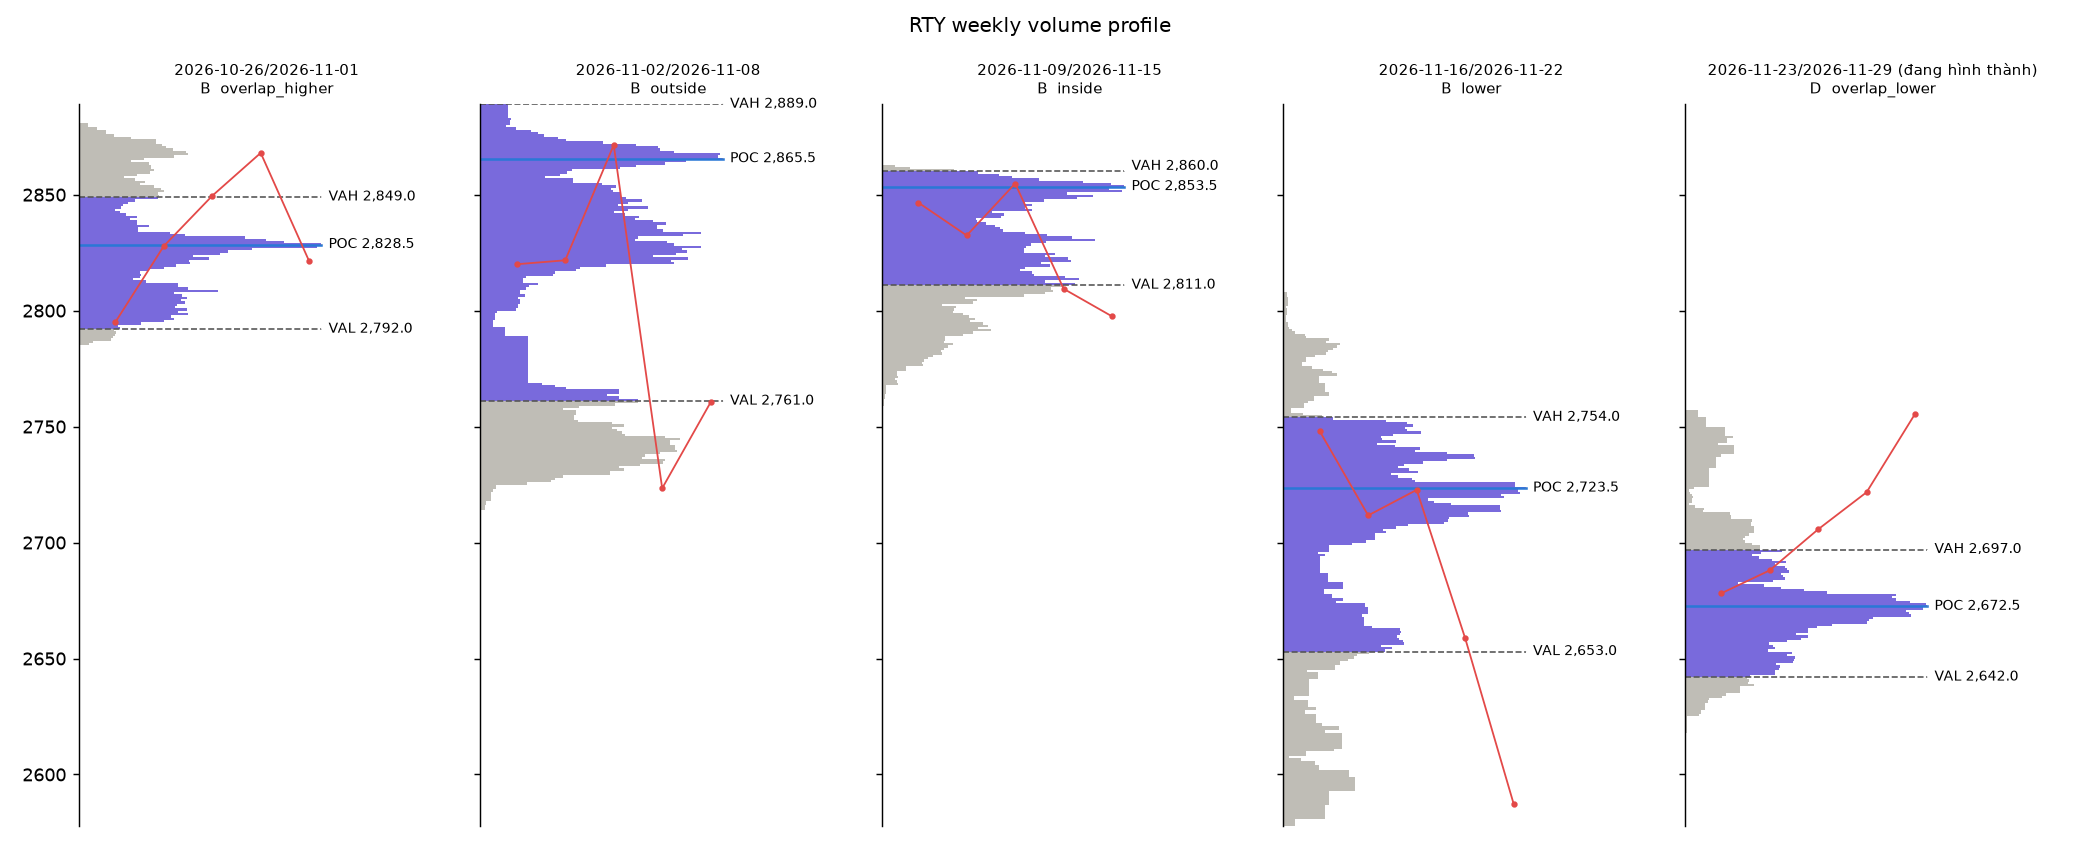 RTY weekly volume profile
2026-10-26/2026-11-01
B  overlap_higher
2850
2800
2750
2700
2650
2600
VAH 2,849.0
POC 2,828.5
VAL 2,792.0
2026-11-02/2026-11-08
B  outside
VAH 2,889.0
POC 2,865.5
VAL 2,761.0
2026-11-09/2026-11-15
B  inside
VAH 2,860.0
POC 2,853.5
VAL 2,811.0
2026-11-16/2026-11-22
B  lower
VAH 2,754.0
POC 2,723.5
VAL 2,653.0
2026-11-23/2026-11-29 (đang hình thành)
D  overlap_lower
VAH 2,697.0
POC 2,672.5
VAL 2,642.0